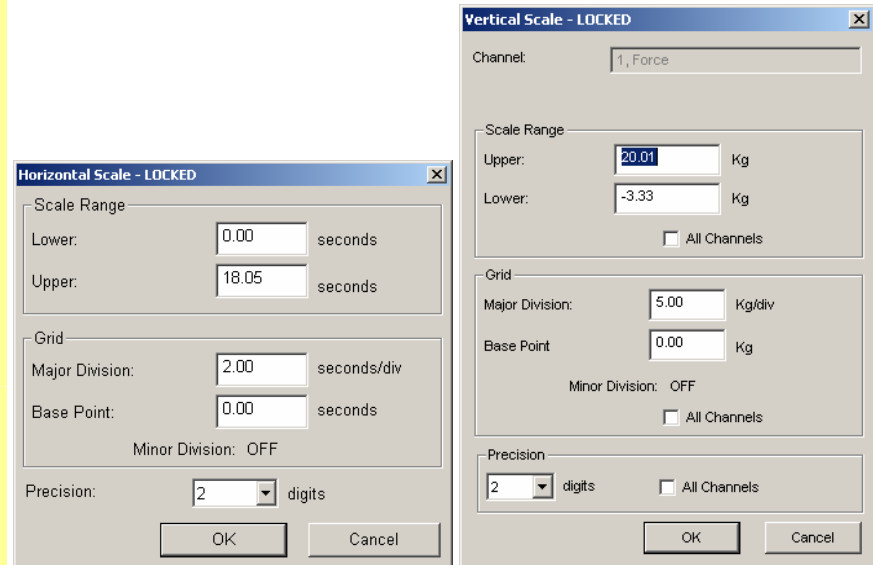 Horizontal Scale - LOCKED
Scale Range
Lower: 0.00 seconds
Upper: 18.05 seconds
Grid
Major Division: 2.00 seconds/div
Base Point: 0.00 seconds
Minor Division: OFF
Precision: 2 digits
OK Cancel
Vertical Scale - LOCKED
Channel: 1, Force
Scale Range
Upper: 20.01 Kg
Lower: -3.33 Kg
All Channels
Grid
Major Division: 5.00 Kg/div
Base Point 0.00 Kg
Minor Division: OFF
All Channels
Precision
2 digits All Channels
OK Cancel